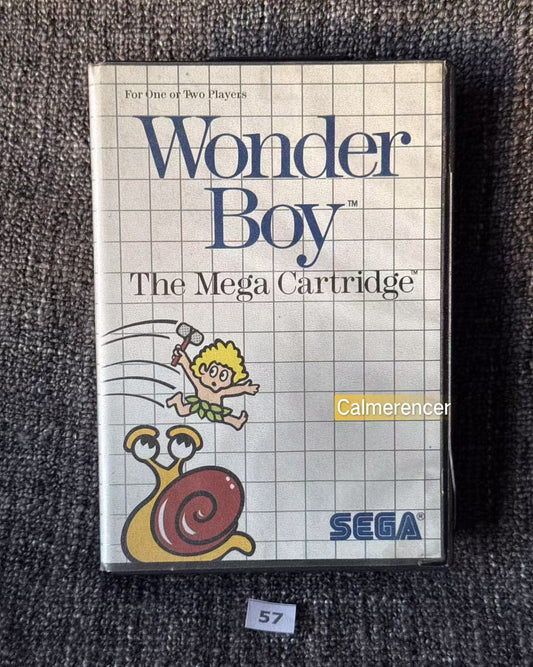 For One or Two Players
Wonder
Boy™
The Mega Cartridge™
Calmerencer
SEGA®
57